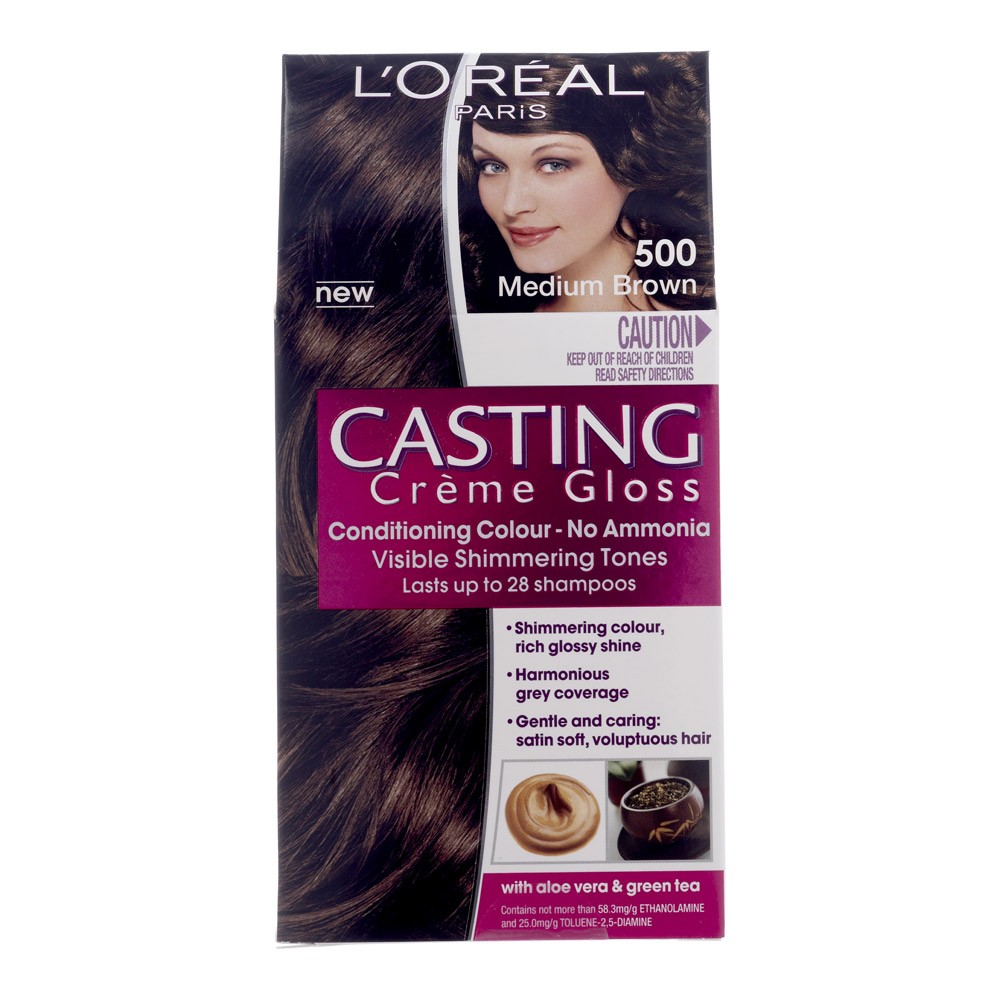 L'ORÉAL
PARiS
500
Medium Brown
new
CAUTION
KEEP OUT OF REACH OF CHILDREN
READ SAFETY DIRECTIONS
CASTING
Crème Gloss
Conditioning Colour - No Ammonia
Visible Shimmering Tones
Lasts up to 28 shampoos
• Shimmering colour,
rich glossy shine
• Harmonious
grey coverage
• Gentle and caring:
satin soft, voluptuous hair
with aloe vera & green tea
Contains not more than 58.3mg/g ETHANOLAMINE
and 25.0mg/g TOLUENE-2,5-DIAMINE